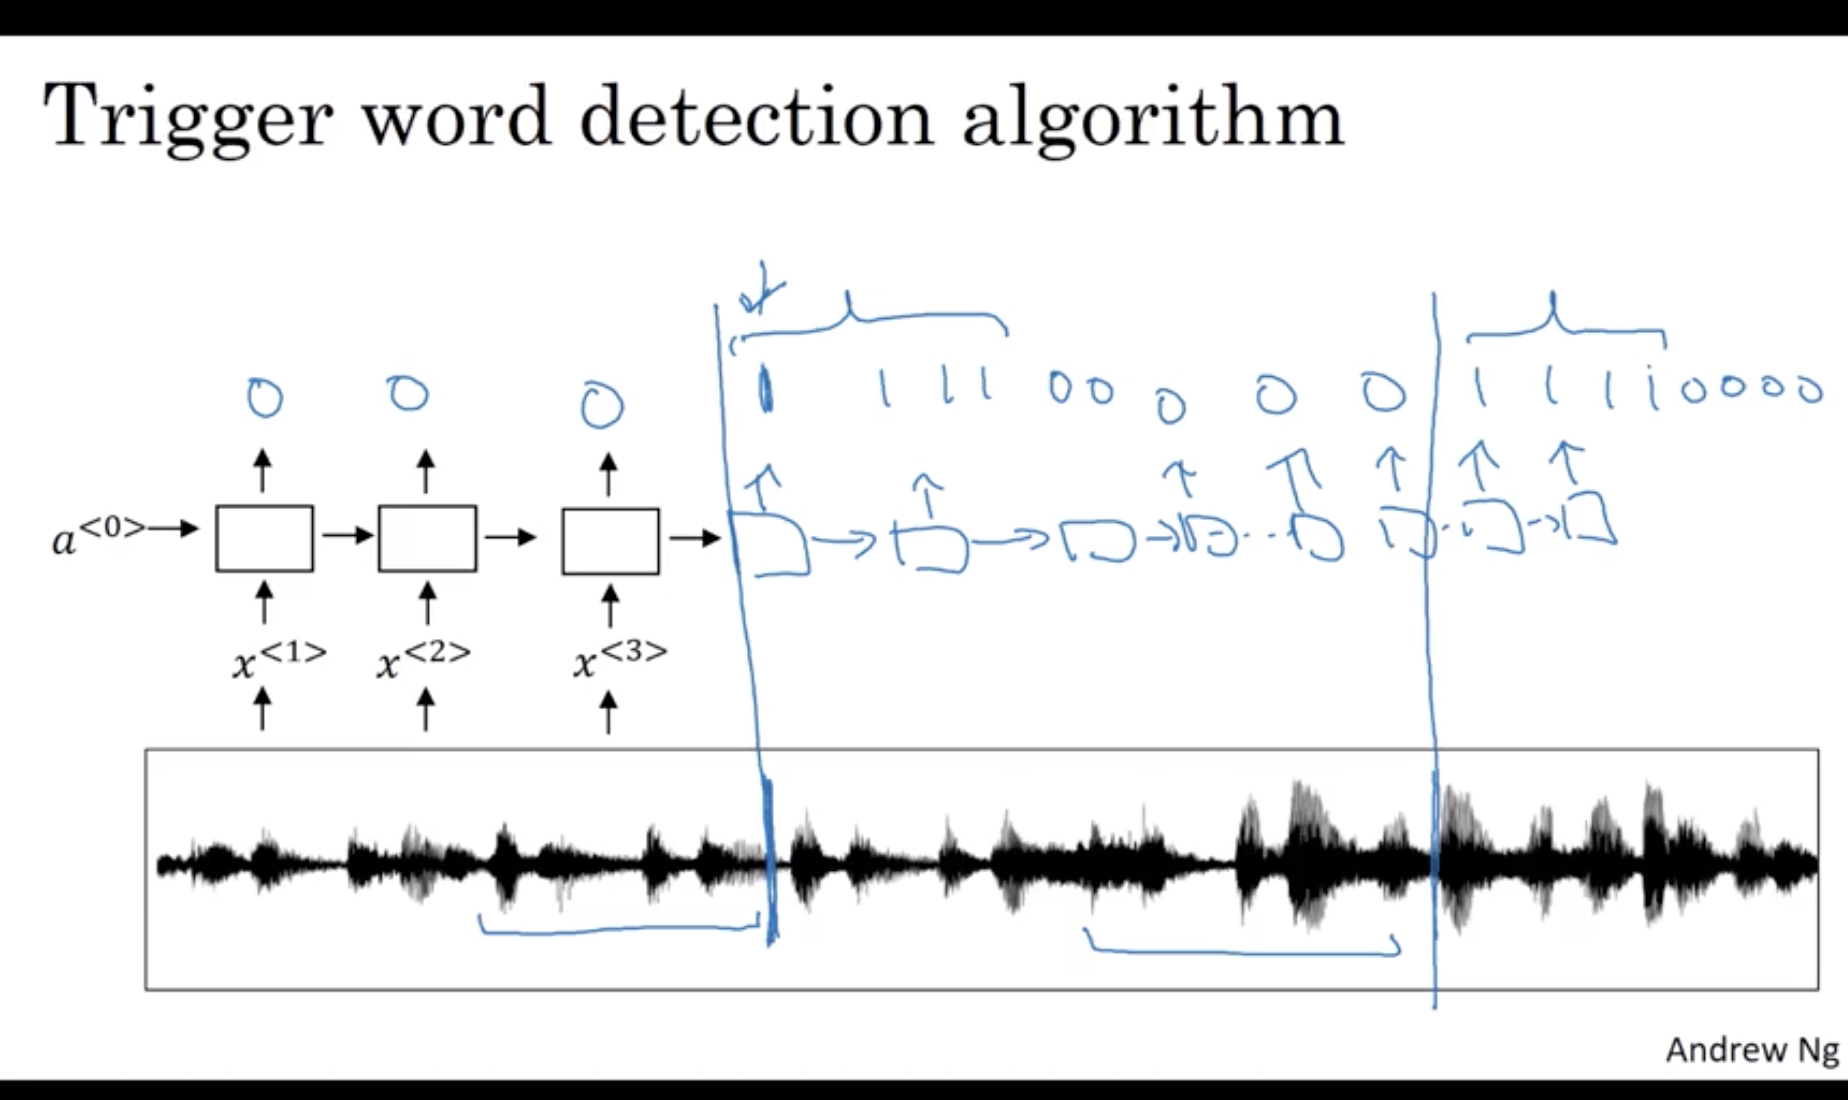 Trigger word detection algorithm
0 0 0 1 1 1 1 0 0 0 0 0 1 1 1 1 0 0 0 0
a<0>
x<1> x<2> x<3>
Andrew Ng